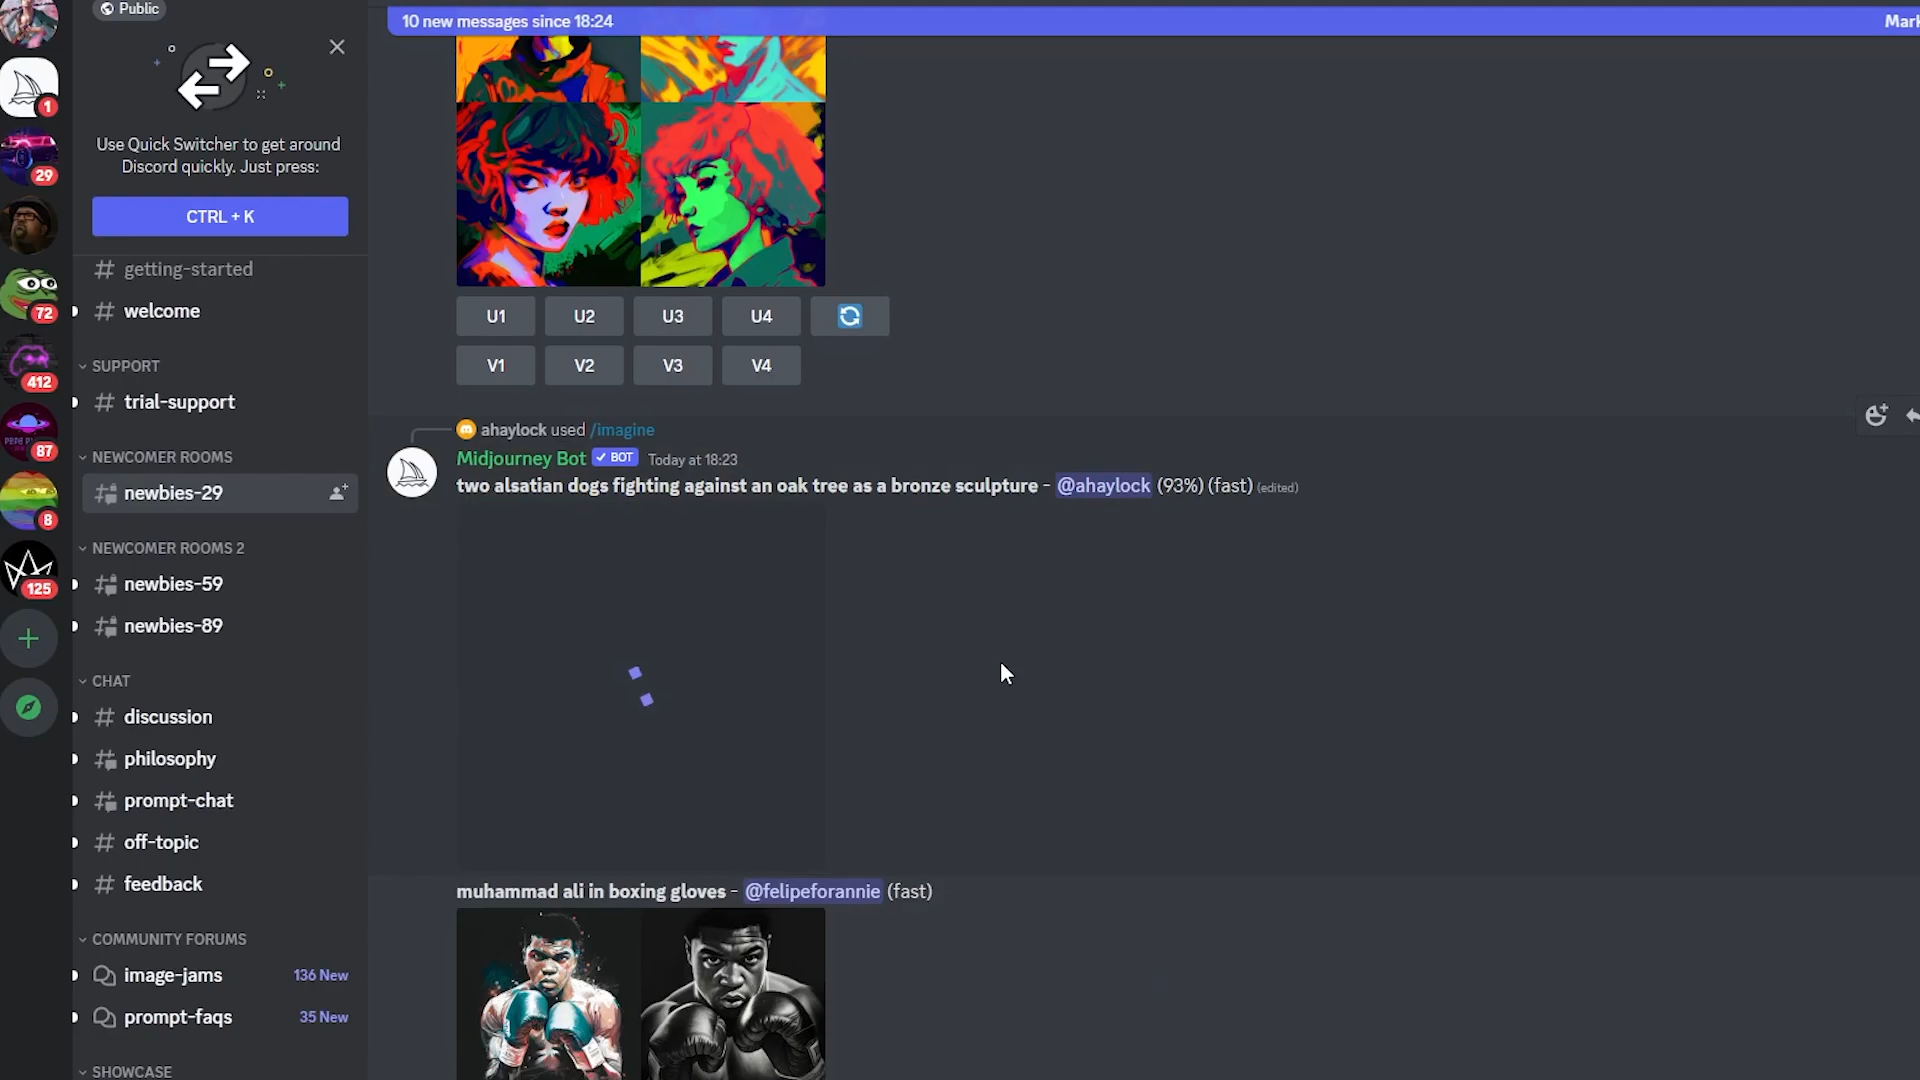 Public
Use Quick Switcher to get around
Discord quickly. Just press:
CTRL + K
getting-started
welcome
SUPPORT
trial-support
NEWCOMER ROOMS
newbies-29
NEWCOMER ROOMS 2
newbies-59
newbies-89
CHAT
discussion
philosophy
prompt-chat
off-topic
feedback
COMMUNITY FORUMS
image-jams 136 New
prompt-faqs 35 New
SHOWCASE
1
29
72
412
87
8
125
10 new messages since 18:24
Mark
U1 U2 U3 U4
V1 V2 V3 V4
ahaylock used /imagine
Midjourney Bot BOT Today at 18:23
two alsatian dogs fighting against an oak tree as a bronze sculpture - @ahaylock (93%) (fast) (edited)
muhammad ali in boxing gloves - @felipeforannie (fast)